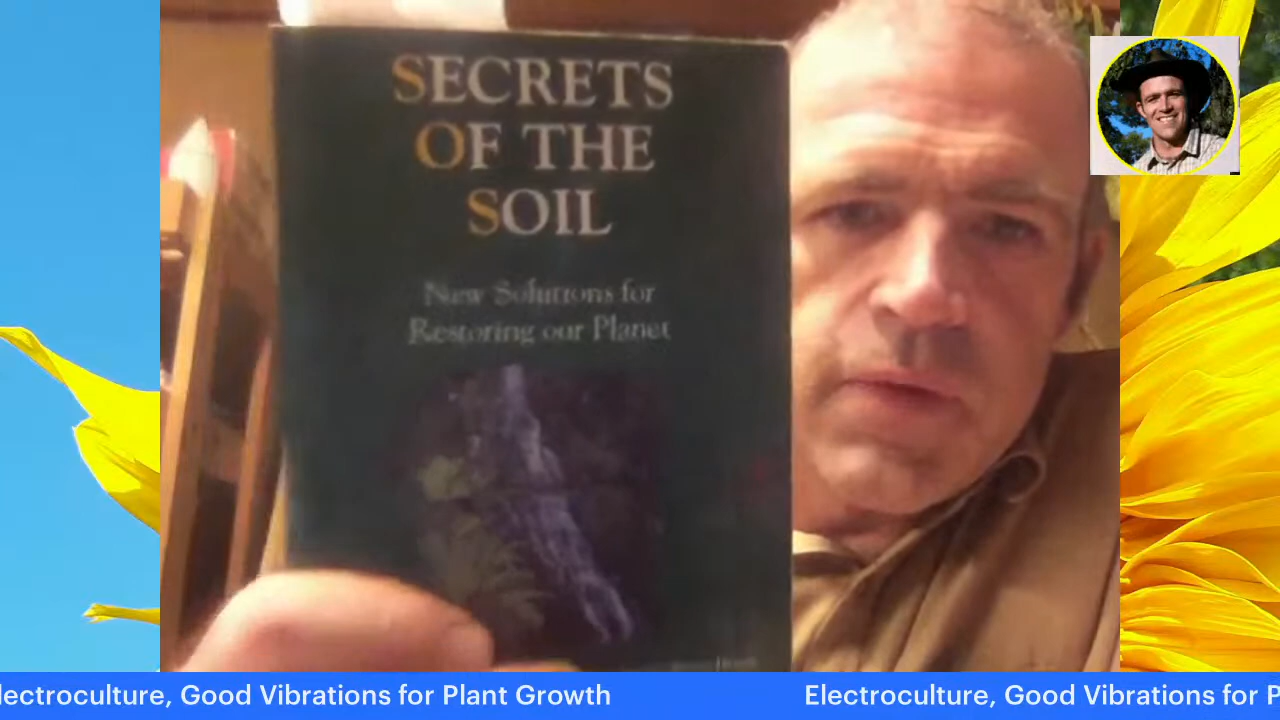 SECRETS
OF THE
SOIL
New Solutions for
Restoring our Planet
lectroculture, Good Vibrations for Plant Growth
Electroculture, Good Vibrations for P